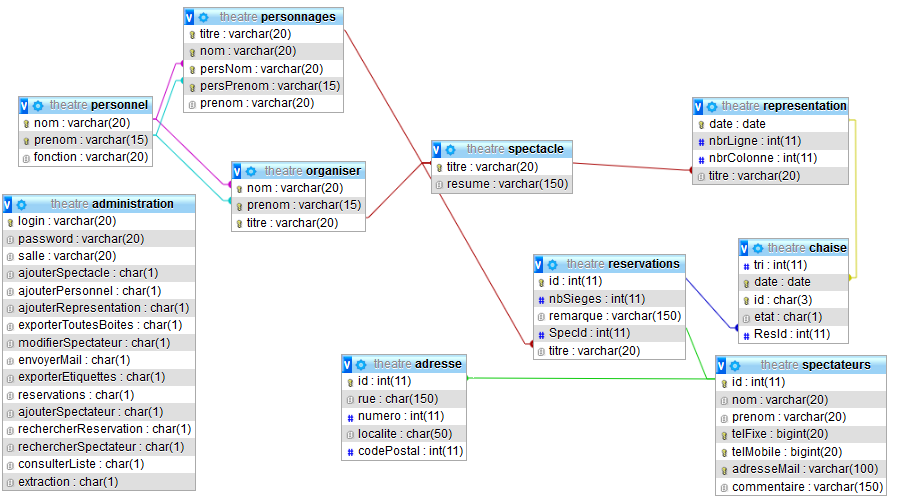 theatre personnages
titre : varchar(20)
nom : varchar(20)
persNom : varchar(20)
persPrenom : varchar(15)
prenom : varchar(20)
theatre personnel
nom : varchar(20)
prenom : varchar(15)
fonction : varchar(20)
theatre organiser
nom : varchar(20)
prenom : varchar(15)
titre : varchar(20)
theatre spectacle
titre : varchar(20)
resume : varchar(150)
theatre representation
date : date
nbrLigne : int(11)
nbrColonne : int(11)
titre : varchar(20)
theatre administration
login : varchar(20)
password : varchar(20)
salle : varchar(20)
ajouterSpectacle : char(1)
ajouterPersonnel : char(1)
ajouterRepresentation : char(1)
exporterToutesBoites : char(1)
modifierSpectateur : char(1)
envoyerMail : char(1)
exporterEtiquettes : char(1)
reservations : char(1)
ajouterSpectateur : char(1)
rechercherReservation : char(1)
rechercherSpectateur : char(1)
consulterListe : char(1)
extraction : char(1)
theatre reservations
id : int(11)
nbSieges : int(11)
remarque : varchar(150)
SpecId : int(11)
titre : varchar(20)
theatre chaise
tri : int(11)
date : date
id : char(3)
etat : char(1)
ResId : int(11)
theatre adresse
id : int(11)
rue : char(150)
numero : int(11)
localite : char(50)
codePostal : int(11)
theatre spectateurs
id : int(11)
nom : varchar(20)
prenom : varchar(20)
telFixe : bigint(20)
telMobile : bigint(20)
adresseMail : varchar(100)
commentaire : varchar(150)